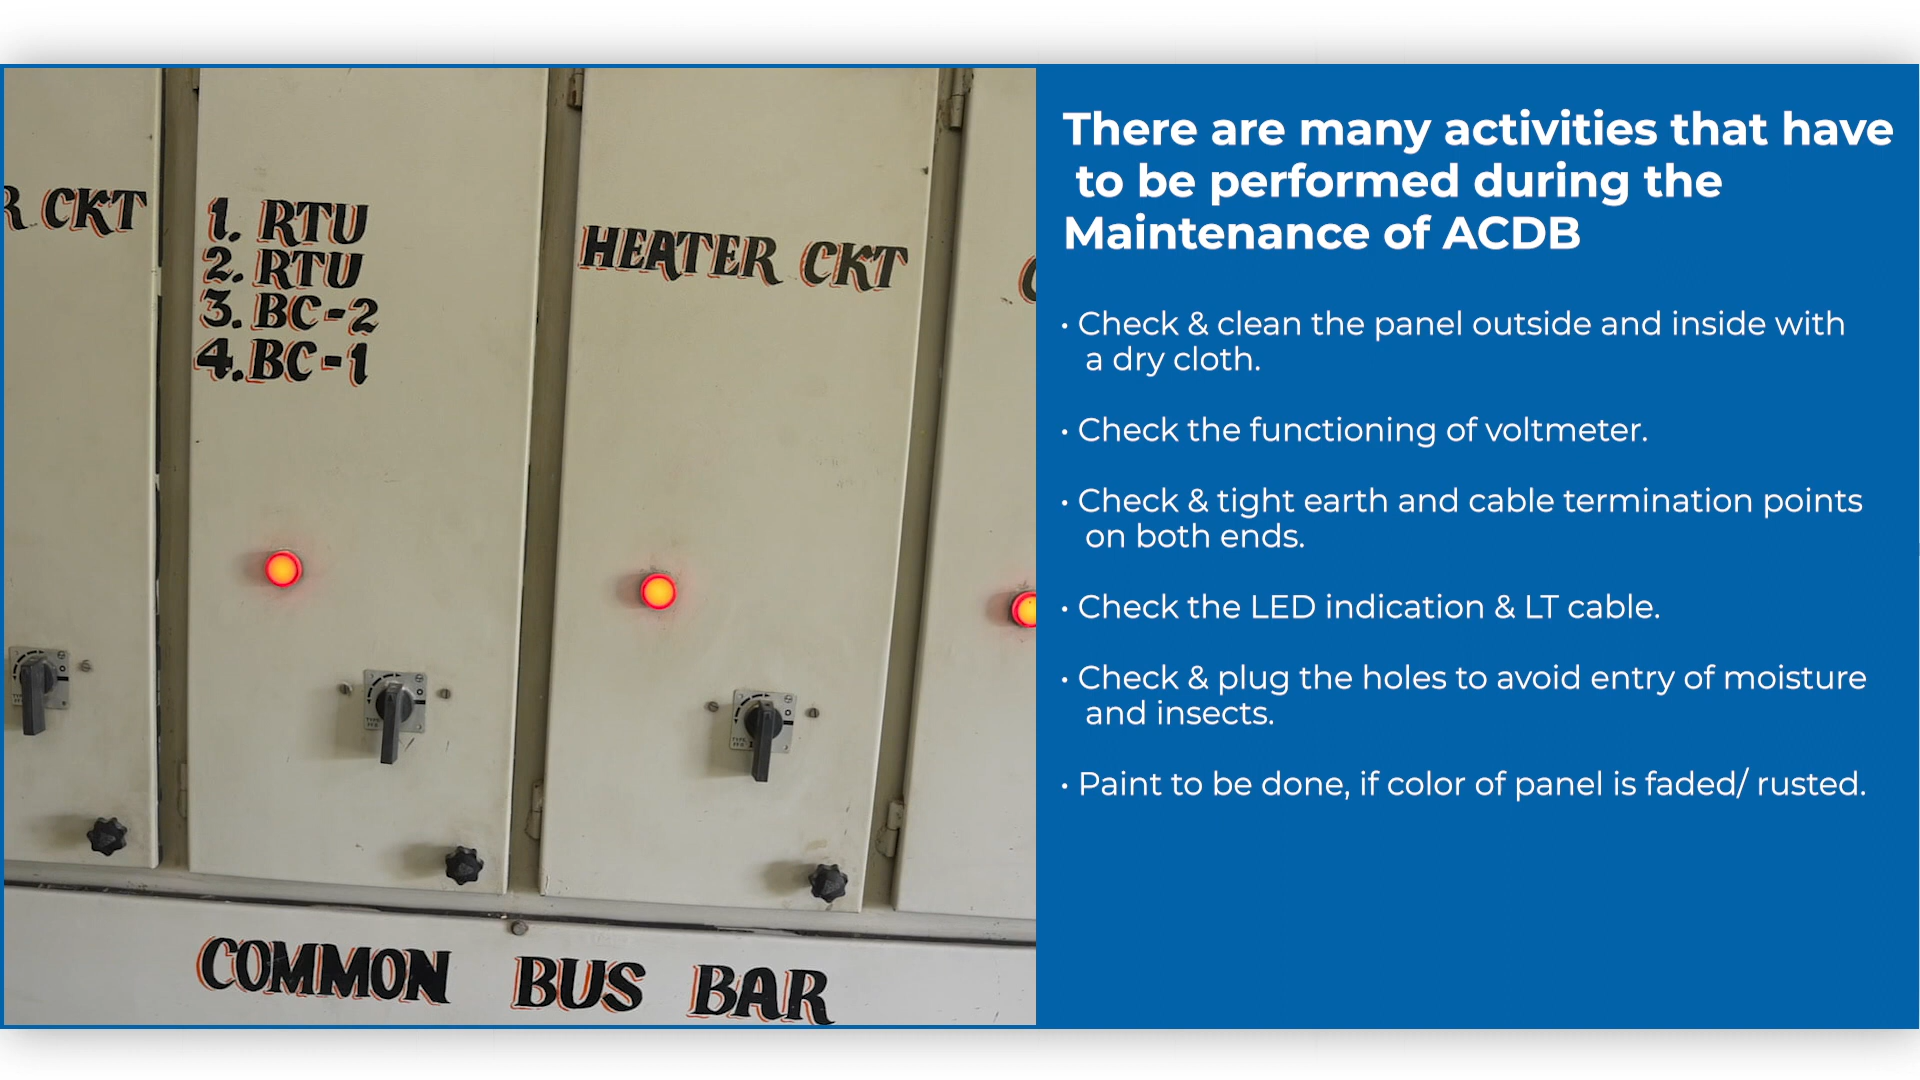 R CKT
1. RTU
2. RTU
3. BC-2
4. BC-1
HEATER CKT
COMMON BUS BAR
There are many activities that have
to be performed during the
Maintenance of ACDB
• Check & clean the panel outside and inside with
a dry cloth.
• Check the functioning of voltmeter.
• Check & tight earth and cable termination points
on both ends.
• Check the LED indication & LT cable.
• Check & plug the holes to avoid entry of moisture
and insects.
• Paint to be done, if color of panel is faded/ rusted.